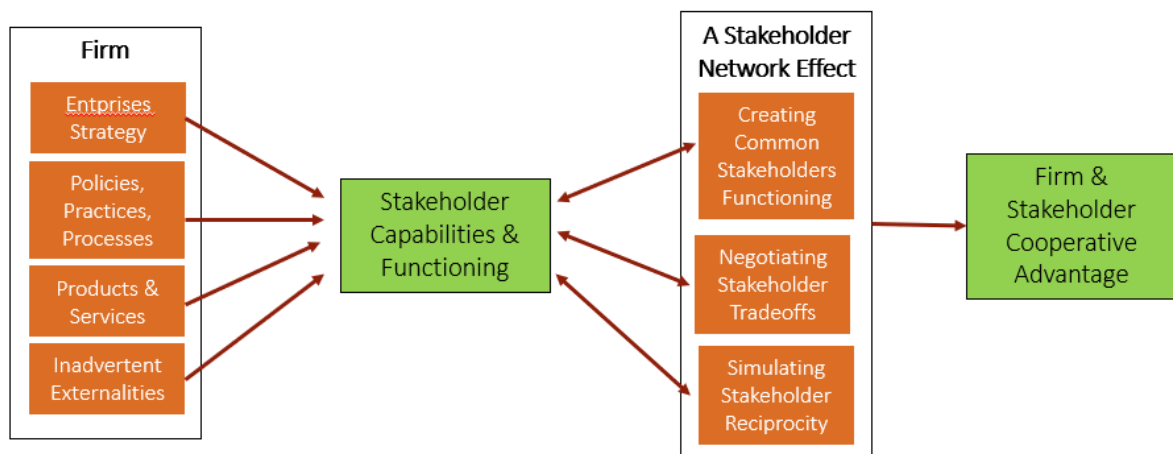 Firm
Entprises
Strategy
Policies,
Practices,
Processes
Products &
Services
Inadvertent
Externalities
Stakeholder
Capabilities &
Functioning
A Stakeholder
Network Effect
Creating
Common
Stakeholders
Functioning
Negotiating
Stakeholder
Tradeoffs
Simulating
Stakeholder
Reciprocity
Firm &
Stakeholder
Cooperative
Advantage